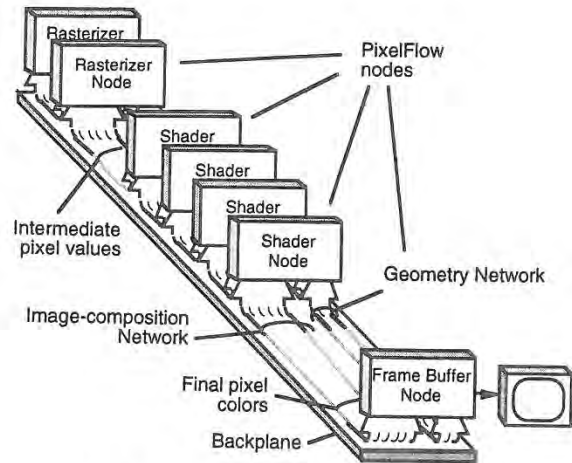 Rasterizer
Rasterizer
Node
PixelFlow
nodes
Shader
Shader
Shader
Shader
Node
Intermediate
pixel values
Geometry Network
Image-composition
Network
Frame Buffer
Node
Final pixel
colors
Backplane